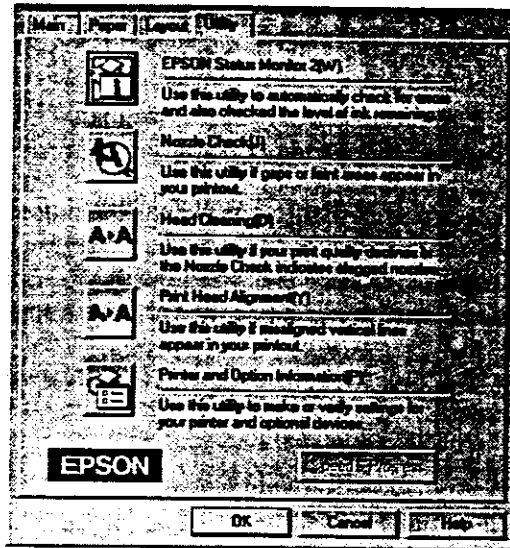 Main Paper Layout Utility
EPSON Status Monitor 2(W)
Use this utility to automatically check for errors
and also checked the level of ink remaining.
Nozzle Check(J)
Use this utility if gaps or faint areas appear in
your printout.
Head Cleaning(D)
Use this utility if your print quality declines or
the Nozzle Check indicates clogged nozzles.
Print Head Alignment(Y)
Use this utility if misaligned vertical lines
appear in your printout.
Printer and Option Information(P)
Use this utility to make or verify settings for
your printer and optional devices.
EPSON
OK Cancel Help